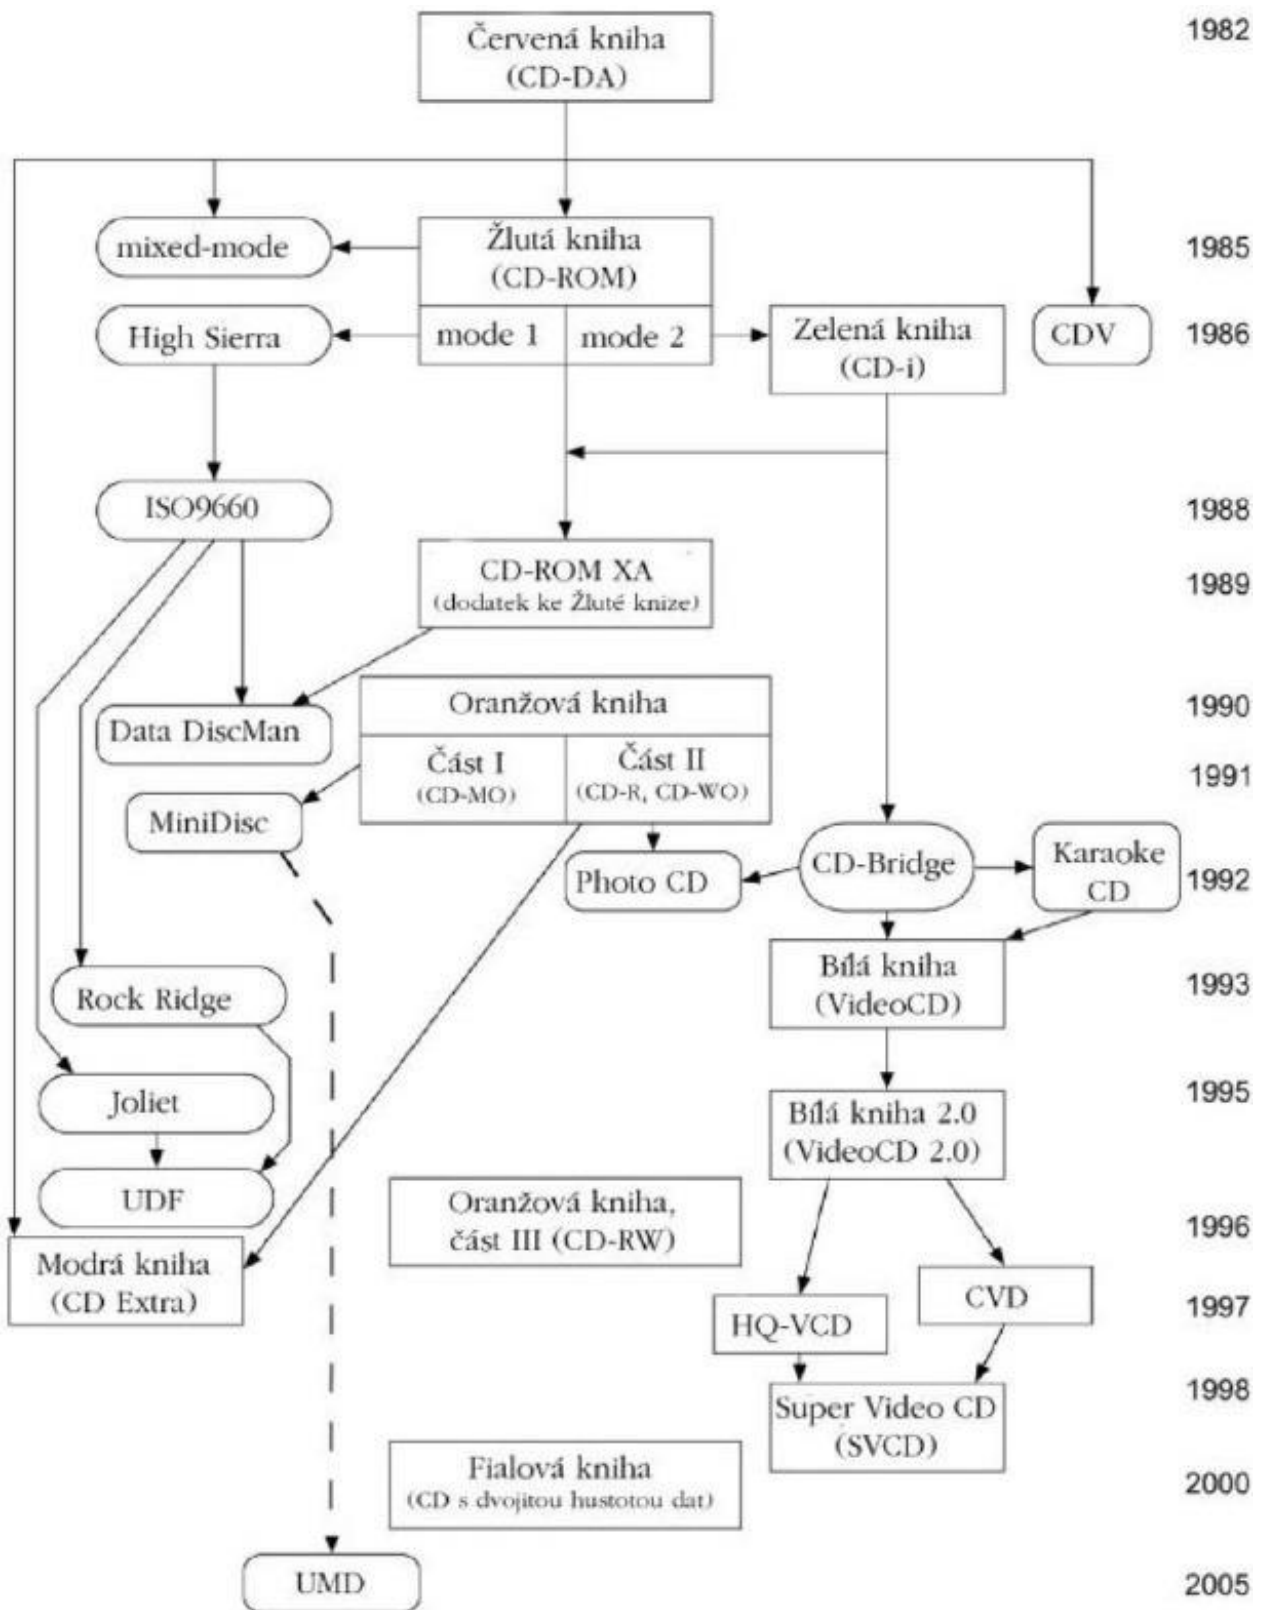 1982
Červená kniha
(CD-DA)
mixed-mode
Žlutá kniha
(CD-ROM)
1985
High Sierra
mode 1
mode 2
Zelená kniha
(CD-i)
CDV
1986
ISO9660
1988
CD-ROM XA
(dodatek ke Žluté knize)
1989
Data DiscMan
Oranžová kniha
1990
Část I
(CD-MO)
Část II
(CD-R, CD-WO)
1991
MiniDisc
Photo CD
CD-Bridge
Karaoke
CD
1992
Rock Ridge
Bílá kniha
(VideoCD)
1993
Joliet
Bílá kniha 2.0
(VideoCD 2.0)
1995
UDF
Oranžová kniha,
část III (CD-RW)
1996
Modrá kniha
(CD Extra)
HQ-VCD
CVD
1997
Super Video CD
(SVCD)
1998
Fialová kniha
(CD s dvojitou hustotou dat)
2000
UMD
2005